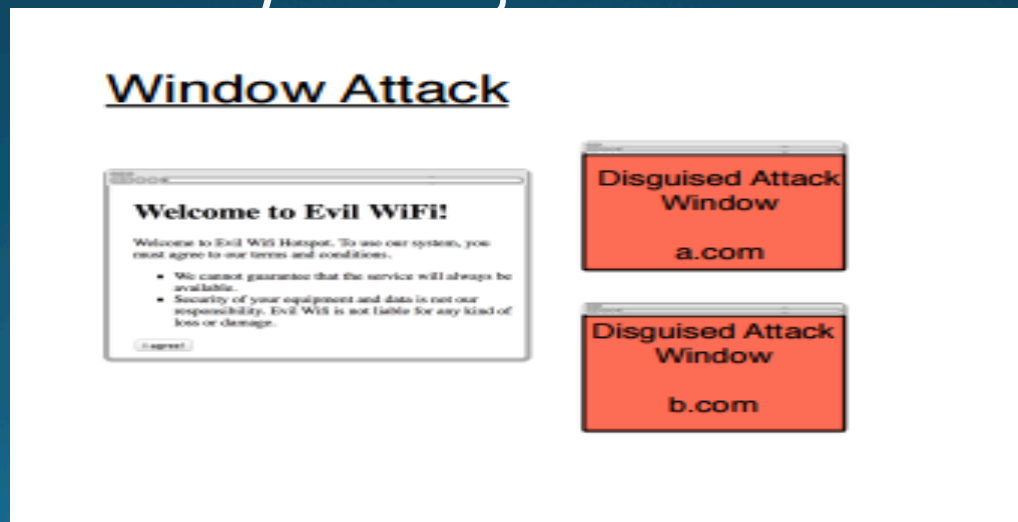 Window Attack
Welcome to Evil WiFi!
Welcome to Evil Wifi Hotspot. To use our system, you
must agree to our terms and conditions.
We cannot guarantee that the service will always be
available.
Security of your equipment and data is not our
responsibility. Evil Wifi is not liable for any kind of
loss or damage.
I agree!
Disguised Attack
Window
a.com
Disguised Attack
Window
b.com